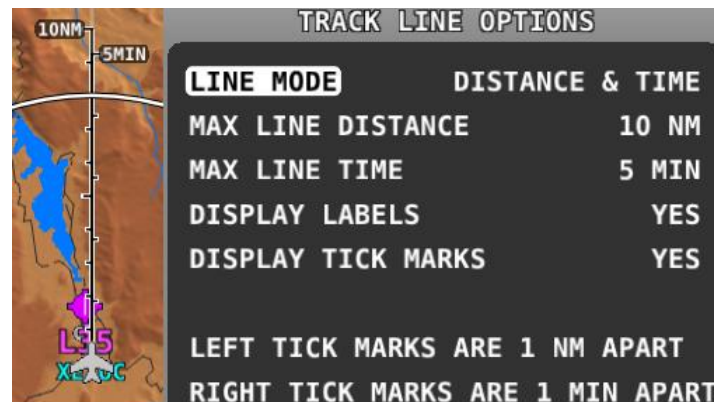 10NM
5MIN
TRACK LINE OPTIONS
LINE MODE DISTANCE & TIME
MAX LINE DISTANCE 10 NM
MAX LINE TIME 5 MIN
DISPLAY LABELS YES
DISPLAY TICK MARKS YES
LEFT TICK MARKS ARE 1 NM APART
RIGHT TICK MARKS ARE 1 MIN APART